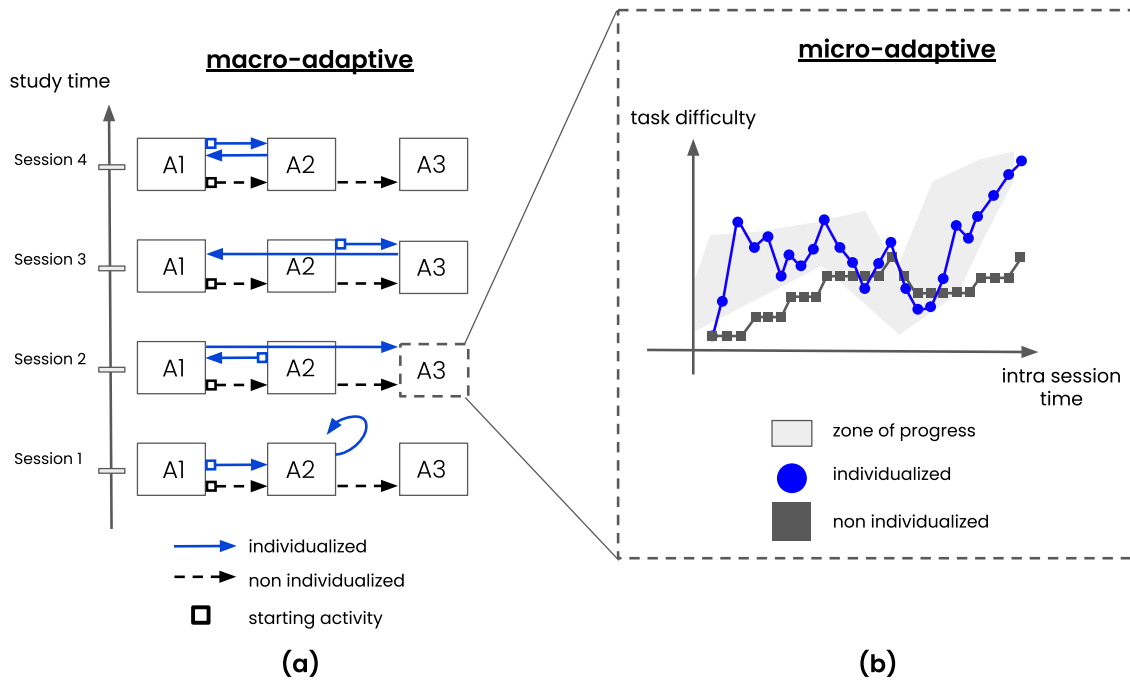 macro-adaptive
study time
Session 4
A1
A2
A3
Session 3
A1
A2
A3
Session 2
A1
A2
A3
Session 1
A1
A2
A3
individualized
non individualized
starting activity
(a)
micro-adaptive
task difficulty
intra session
time
zone of progress
individualized
non individualized
(b)